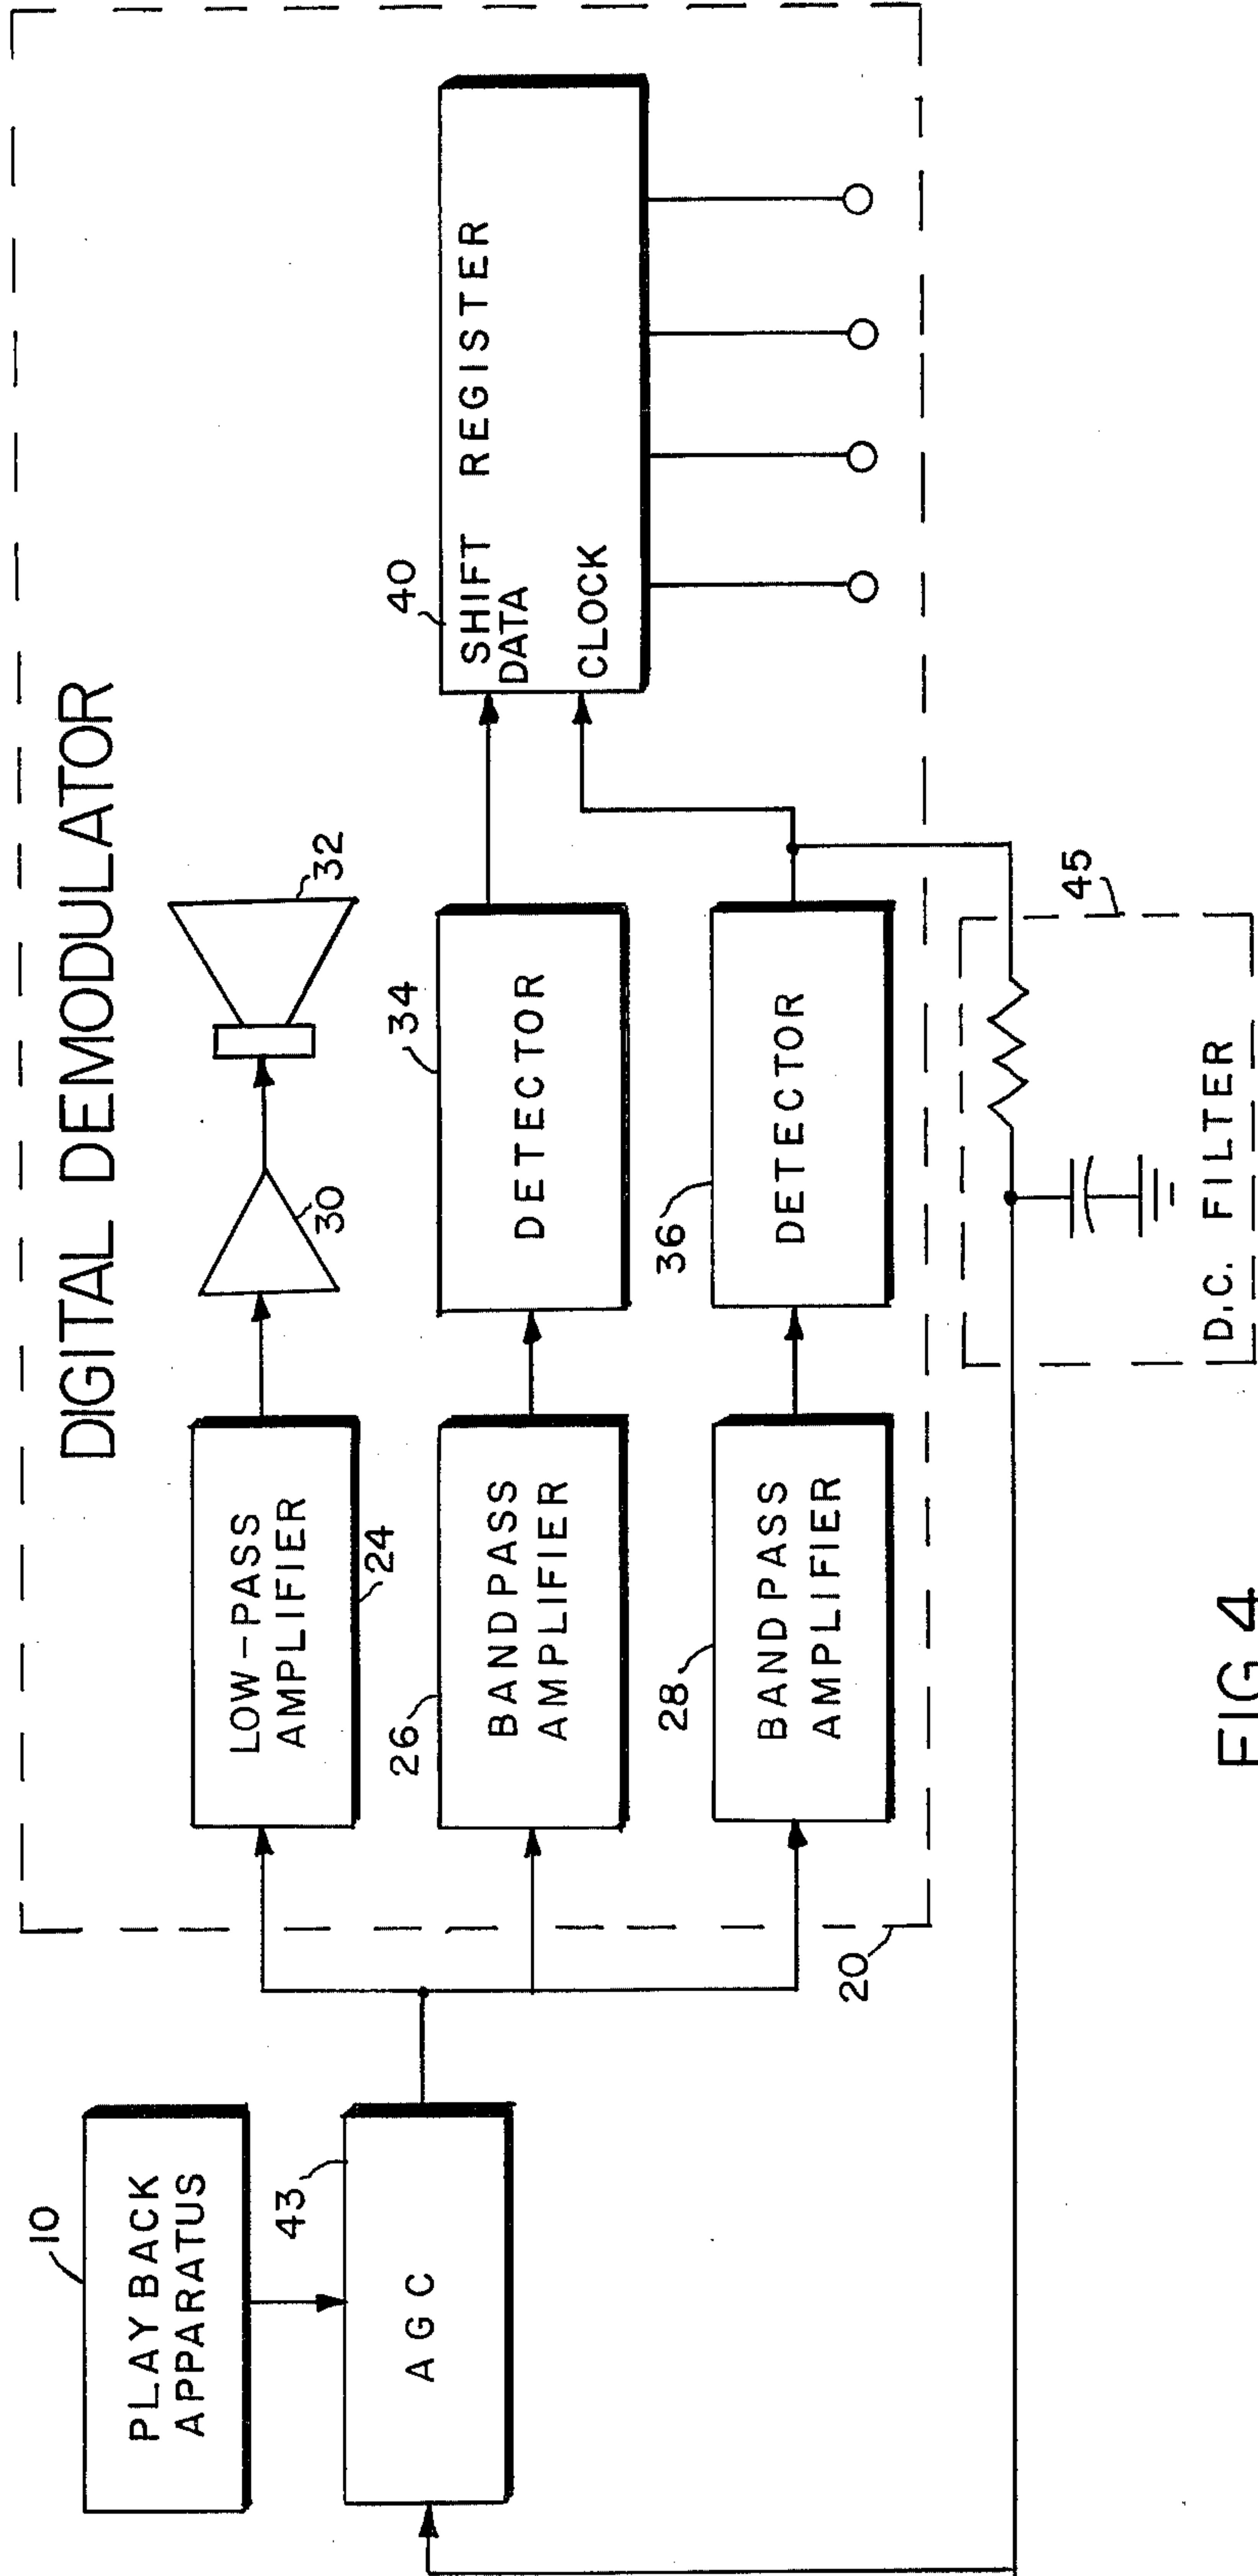 DIGITAL DEMODULATOR
10
PLAYBACK
APPARATUS
43
AGC
LOW-PASS
AMPLIFIER
24
30
32
26
BANDPASS
AMPLIFIER
34
DETECTOR
40
SHIFT REGISTER
DATA
CLOCK
28
BANDPASS
AMPLIFIER
36
DETECTOR
20
45
D.C. FILTER
FIG 4